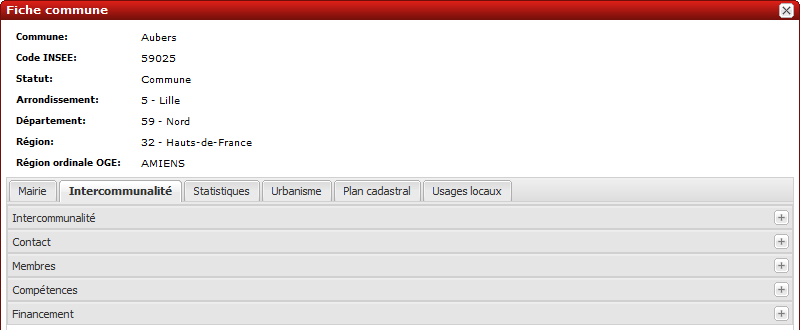 Fiche commune
Commune: Aubers
Code INSEE: 59025
Statut: Commune
Arrondissement: 5 - Lille
Département: 59 - Nord
Région: 32 - Hauts-de-France
Région ordinale OGE: AMIENS
Mairie Intercommunalité Statistiques Urbanisme Plan cadastral Usages locaux
Intercommunalité
Contact
Membres
Compétences
Financement